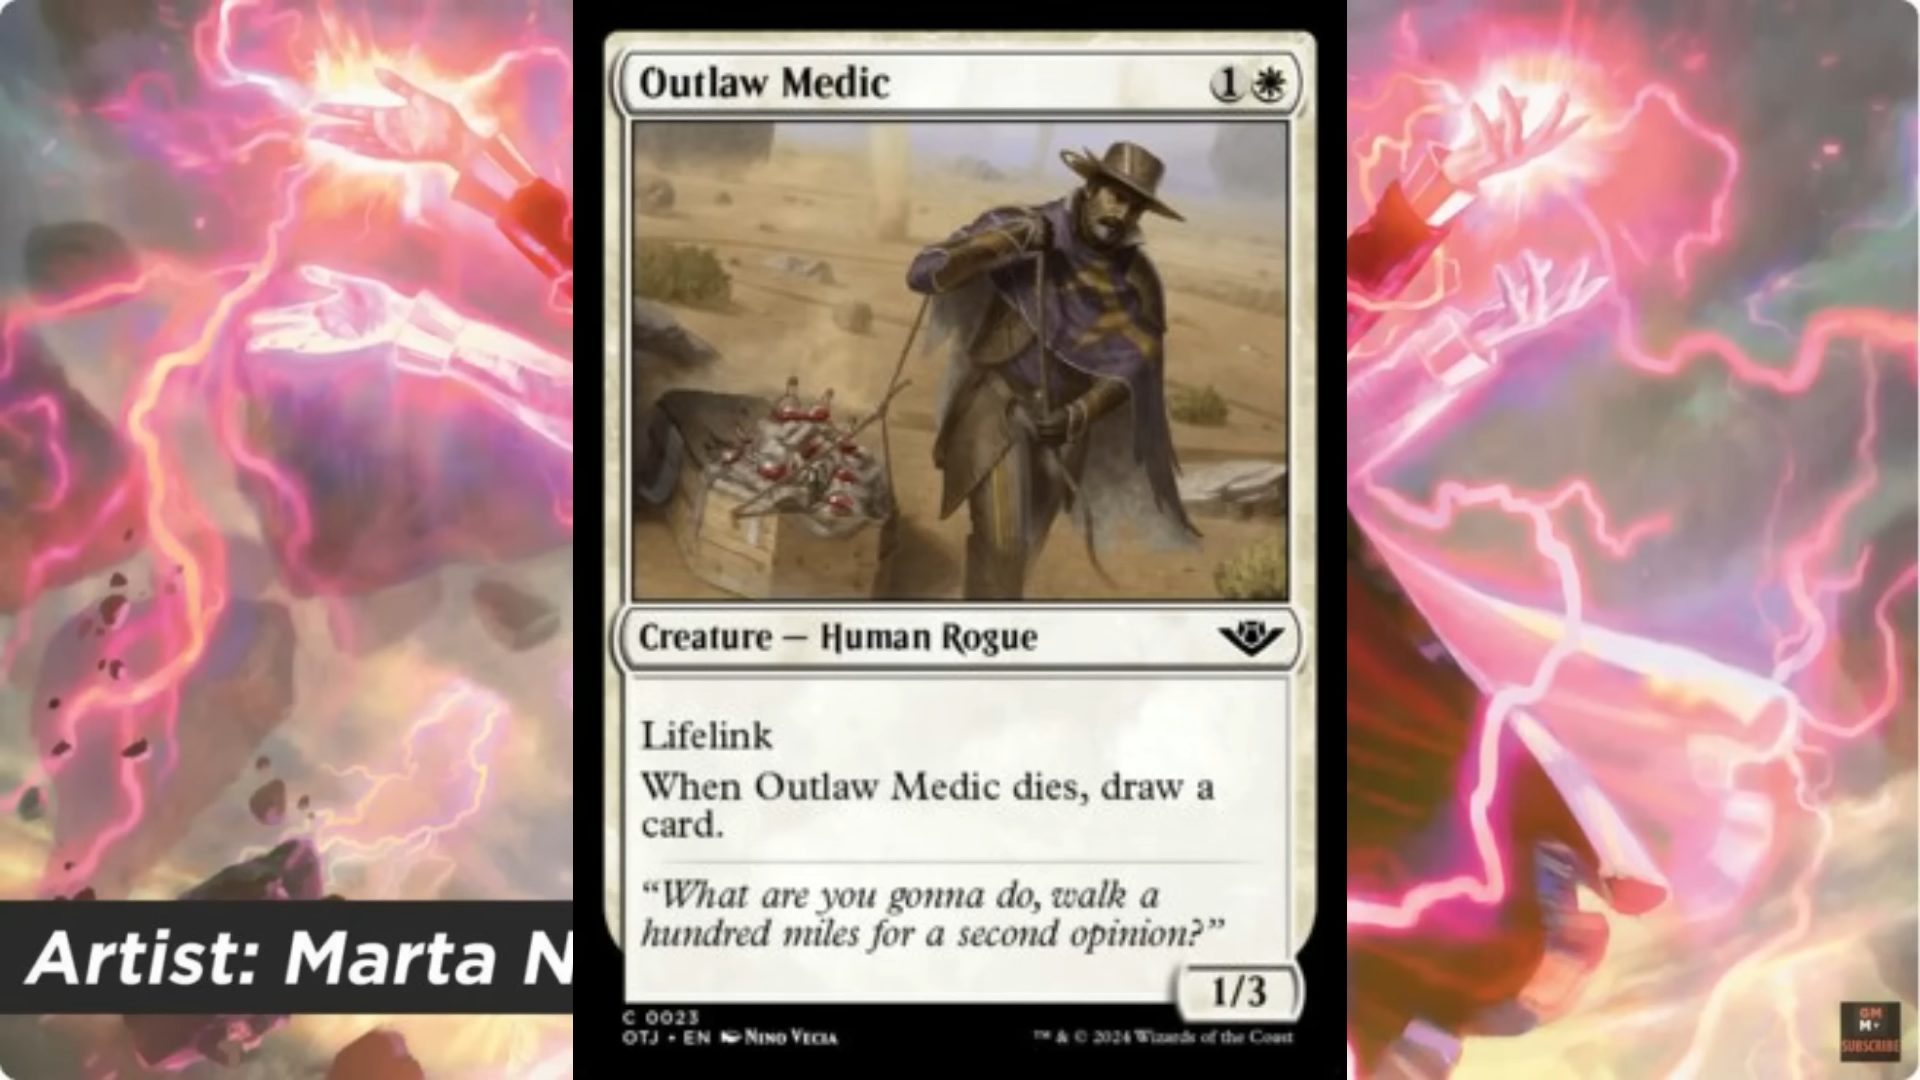 Outlaw Medic
1
Creature — Human Rogue
Lifelink
When Outlaw Medic dies, draw a
card.
“What are you gonna do, walk a
hundred miles for a second opinion?”
1/3
C 0023
OTJ • EN Nino Vecia
™ & © 2024 Wizards of the Coast
Artist: Marta N
GM
M+
SUBSCRIBE